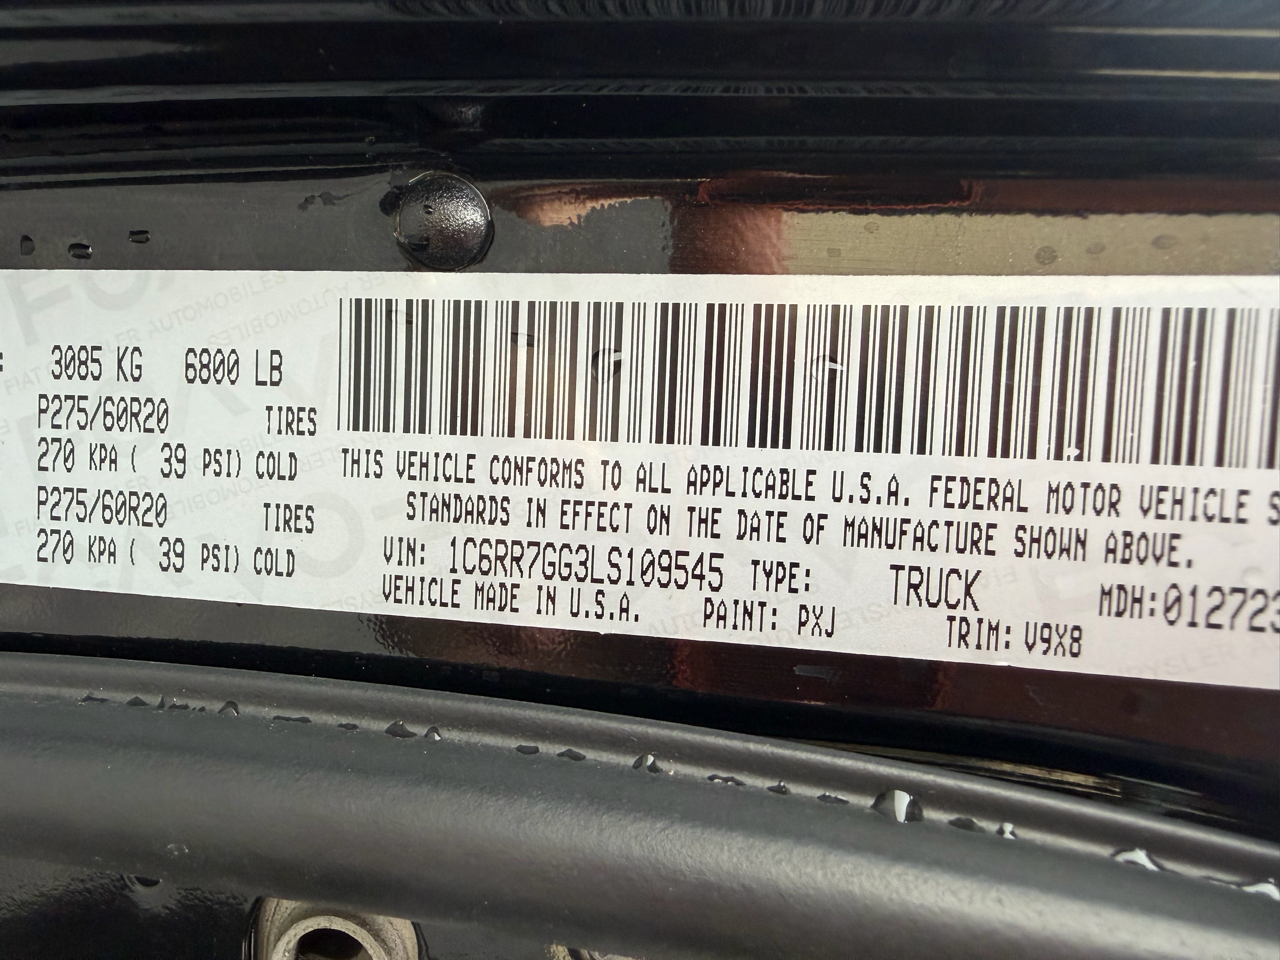 3085 KG 6800 LB
P275/60R20 TIRES
270 KPA ( 39 PSI) COLD
P275/60R20 TIRES
270 KPA ( 39 PSI) COLD
THIS VEHICLE CONFORMS TO ALL APPLICABLE U.S.A. FEDERAL MOTOR VEHICLE S
STANDARDS IN EFFECT ON THE DATE OF MANUFACTURE SHOWN ABOVE.
VIN: 1C6RR7GG3LS109545 TYPE: TRUCK MDH:012723
VEHICLE MADE IN U.S.A. PAINT: PXJ TRIM: V9X8